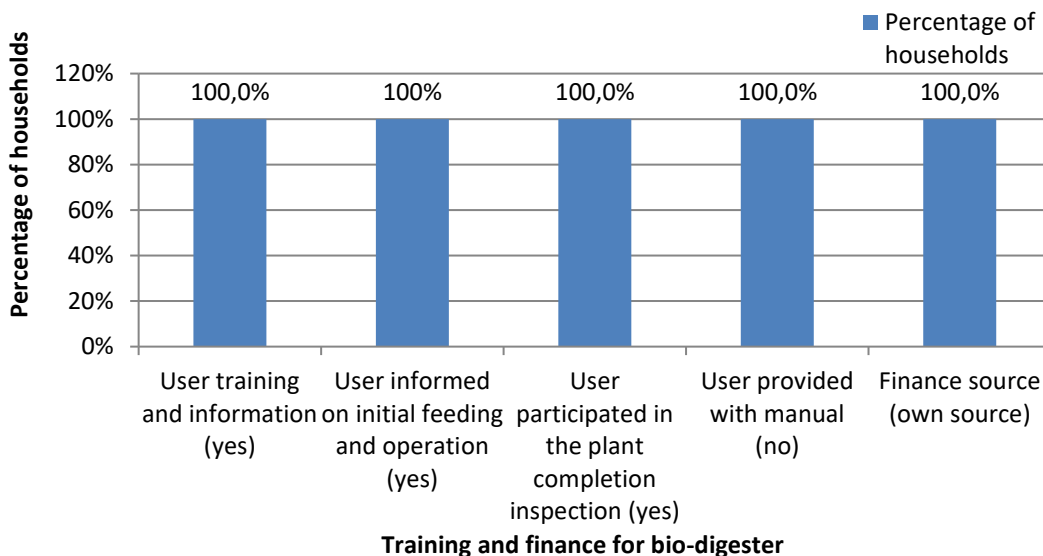 Percentage of
households
Percentage of households
120%
100%
80%
60%
40%
20%
0%
100,0%
100%
100,0%
100,0%
100,0%
User training
and information
(yes)
User informed
on initial feeding
and operation
(yes)
User
participated in
the plant
completion
inspection (yes)
User provided
with manual
(no)
Finance source
(own source)
Training and finance for bio-digester